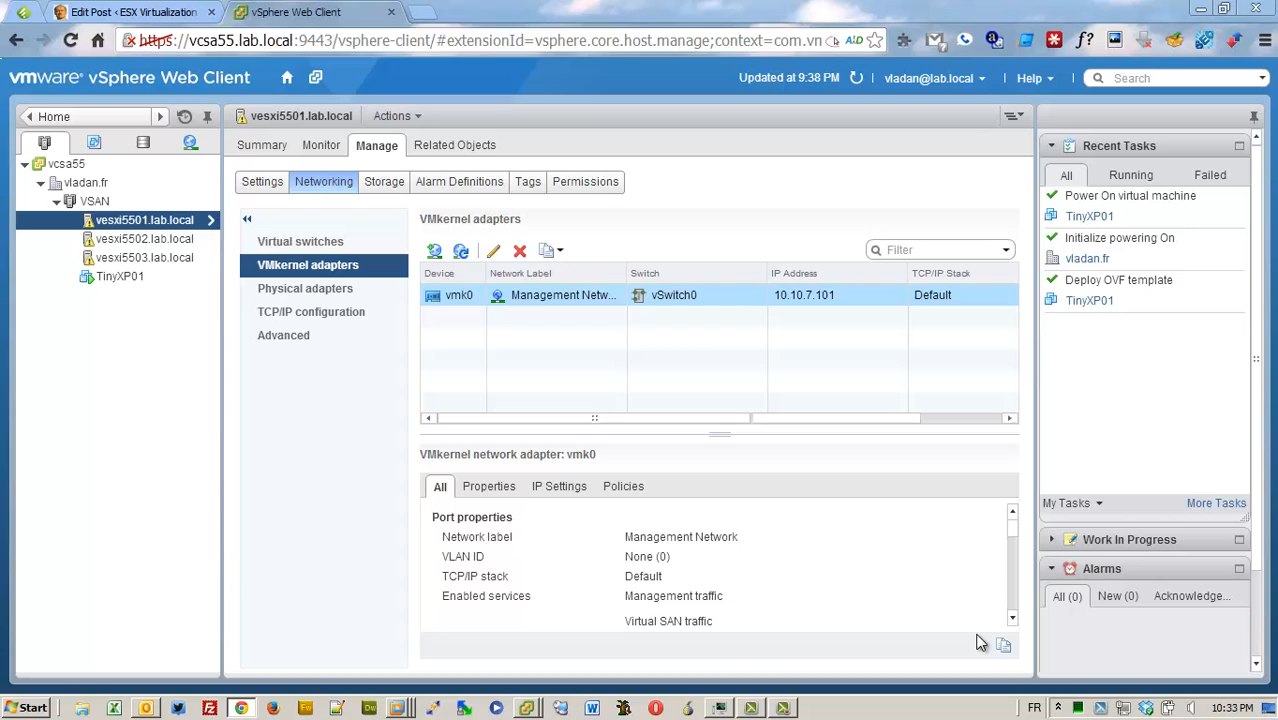 Edit Post ‹ ESX Virtualization
vSphere Web Client
https://vcsa55.lab.local:9443/vsphere-client/#extensionId=vsphere.core.host.manage;context=com.vn
vmware vSphere Web Client
Updated at 9:38 PM
vladan@lab.local
Help
Search
Home
vcsa55
vladan.fr
VSAN
vesxi5501.lab.local
vesxi5502.lab.local
vesxi5503.lab.local
TinyXP01
vesxi5501.lab.local
Actions
Summary
Monitor
Manage
Related Objects
Settings
Networking
Storage
Alarm Definitions
Tags
Permissions
Virtual switches
VMkernel adapters
Physical adapters
TCP/IP configuration
Advanced
VMkernel adapters
Filter
Device Network Label Switch IP Address TCP/IP Stack
vmk0 Management Netw... vSwitch0 10.10.7.101 Default
VMkernel network adapter: vmk0
All Properties IP Settings Policies
Port properties
Network label Management Network
VLAN ID None (0)
TCP/IP stack Default
Enabled services Management traffic
Virtual SAN traffic
Recent Tasks
All Running Failed
Power On virtual machine
TinyXP01
Initialize powering On
vladan.fr
Deploy OVF template
TinyXP01
My Tasks
More Tasks
Work In Progress
Alarms
All (0) New (0) Acknowledge...
Start
FR
10:33 PM